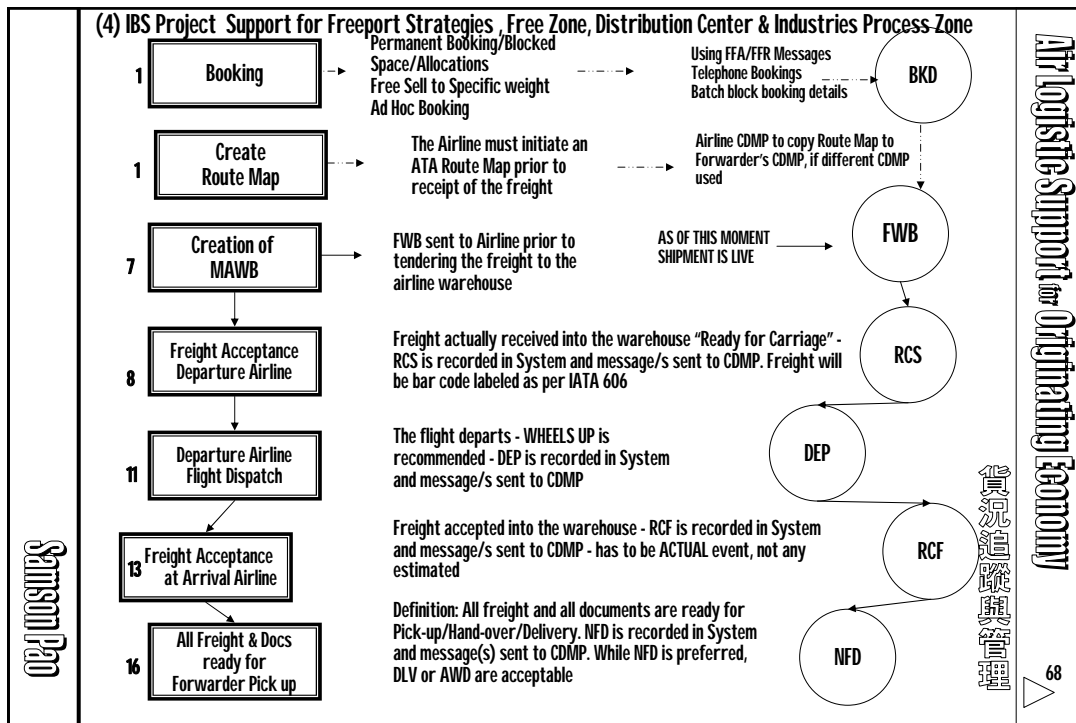 (4) IBS Project Support for Freeport Strategies , Free Zone, Distribution Center & Industries Process Zone
1
Booking
Permanent Booking/Blocked
Space/Allocations
Free Sell to Specific weight
Ad Hoc Booking
Using FFA/FFR Messages
Telephone Bookings
Batch block booking details
BKD
1
Create
Route Map
The Airline must initiate an
ATA Route Map prior to
receipt of the freight
Airline CDMP to copy Route Map to
Forwarder's CDMP, if different CDMP
used
7
Creation of
MAWB
FWB sent to Airline prior to
tendering the freight to the
airline warehouse
AS OF THIS MOMENT
SHIPMENT IS LIVE
FWB
8
Freight Acceptance
Departure Airline
Freight actually received into the warehouse “Ready for Carriage” -
RCS is recorded in System and message/s sent to CDMP. Freight will
be bar code labeled as per IATA 606
RCS
11
Departure Airline
Flight Dispatch
The flight departs - WHEELS UP is
recommended - DEP is recorded in System
and message/s sent to CDMP
DEP
13
Freight Acceptance
at Arrival Airline
Freight accepted into the warehouse - RCF is recorded in System
and message/s sent to CDMP - has to be ACTUAL event, not any
estimated
RCF
16
All Freight & Docs
ready for
Forwarder Pick up
Definition: All freight and all documents are ready for
Pick-up/Hand-over/Delivery. NFD is recorded in System
and message(s) sent to CDMP. While NFD is preferred,
DLV or AWD are acceptable
NFD
貨況追蹤與管理
Air Logistic Support for Originating Economy
Samson Pao
68